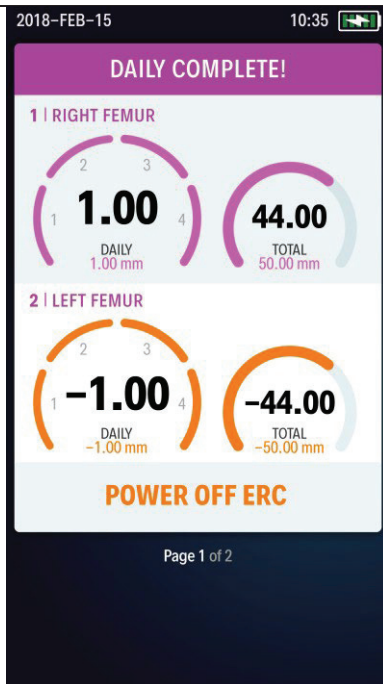 2018-FEB-15 10:35
DAILY COMPLETE!
1 | RIGHT FEMUR
2 3
1 4
1.00
DAILY
1.00 mm
44.00
TOTAL
50.00 mm
2 | LEFT FEMUR
2 3
1 4
-1.00
DAILY
-1.00 mm
-44.00
TOTAL
-50.00 mm
POWER OFF ERC
Page 1 of 2